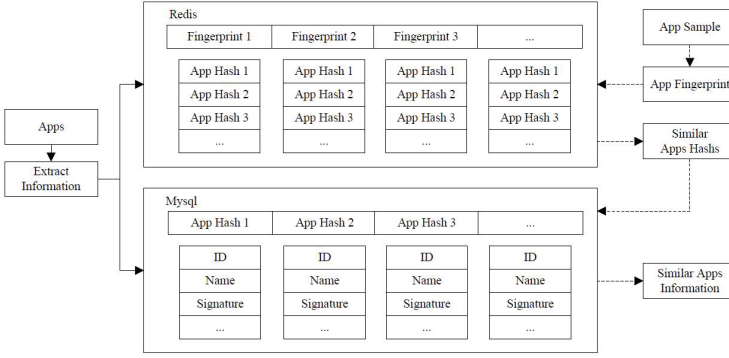 Redis
Fingerprint 1 Fingerprint 2 Fingerprint 3 ...
App Hash 1 App Hash 1 App Hash 1 App Hash 1
App Hash 2 App Hash 2 App Hash 2 App Hash 2
App Hash 3 App Hash 3 App Hash 3 App Hash 3
... ... ... ...
Apps
Extract
Information
Mysql
App Hash 1 App Hash 2 App Hash 3 ...
ID ID ID ID
Name Name Name Name
Signature Signature Signature Signature
... ... ... ...
App Sample
App Fingerprint
Similar
Apps Hashs
Similar Apps
Information